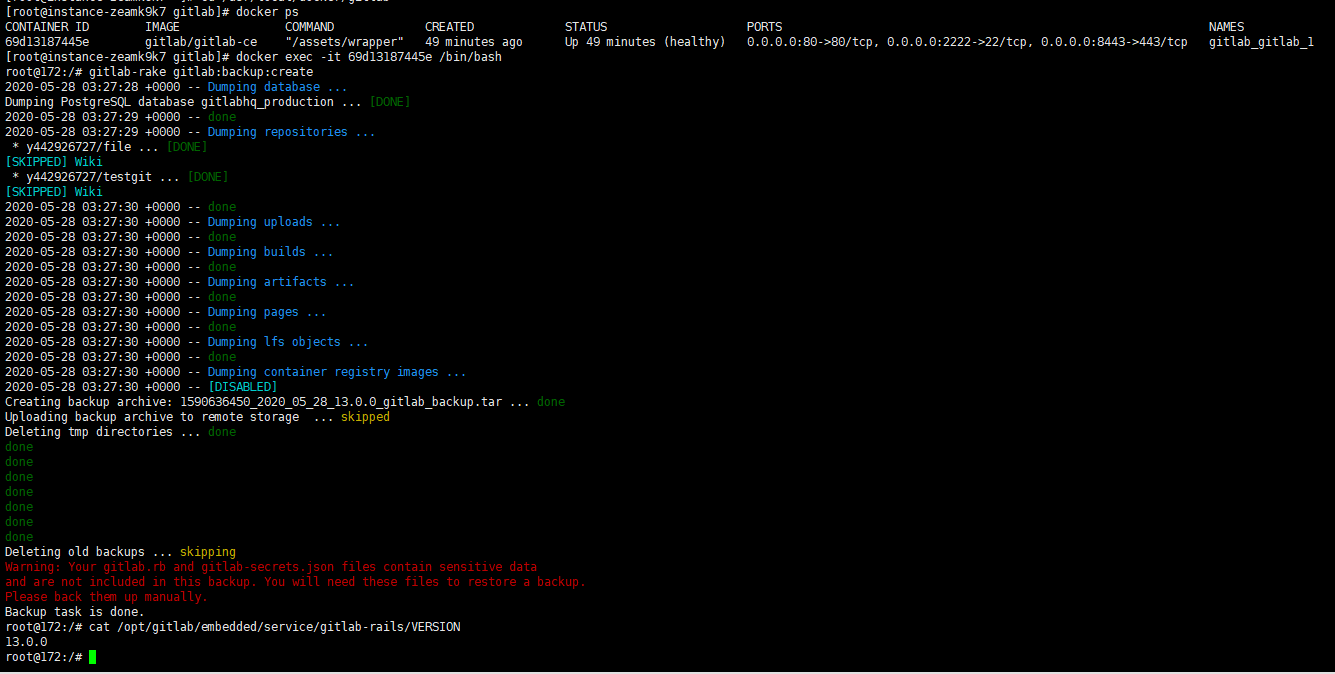 [root@instance-zeamk9k7 gitlab]# docker ps
CONTAINER ID        IMAGE               COMMAND             CREATED             STATUS                    PORTS                                                            NAMES
69d13187445e        gitlab/gitlab-ce    "/assets/wrapper"   49 minutes ago      Up 49 minutes (healthy)   0.0.0.0:80->80/tcp, 0.0.0.0:2222->22/tcp, 0.0.0.0:8443->443/tcp   gitlab_gitlab_1
[root@instance-zeamk9k7 gitlab]# docker exec -it 69d13187445e /bin/bash
root@172:/# gitlab-rake gitlab:backup:create
2020-05-28 03:27:28 +0000 -- Dumping database ...
Dumping PostgreSQL database gitlabhq_production ... [DONE]
2020-05-28 03:27:29 +0000 -- done
2020-05-28 03:27:29 +0000 -- Dumping repositories ...
 * y442926727/file ... [DONE]
[SKIPPED] Wiki
 * y442926727/testgit ... [DONE]
[SKIPPED] Wiki
2020-05-28 03:27:30 +0000 -- done
2020-05-28 03:27:30 +0000 -- Dumping uploads ...
2020-05-28 03:27:30 +0000 -- done
2020-05-28 03:27:30 +0000 -- Dumping builds ...
2020-05-28 03:27:30 +0000 -- done
2020-05-28 03:27:30 +0000 -- Dumping artifacts ...
2020-05-28 03:27:30 +0000 -- done
2020-05-28 03:27:30 +0000 -- Dumping pages ...
2020-05-28 03:27:30 +0000 -- done
2020-05-28 03:27:30 +0000 -- Dumping lfs objects ...
2020-05-28 03:27:30 +0000 -- done
2020-05-28 03:27:30 +0000 -- Dumping container registry images ...
2020-05-28 03:27:30 +0000 -- [DISABLED]
Creating backup archive: 1590636450_2020_05_28_13.0.0_gitlab_backup.tar ... done
Uploading backup archive to remote storage  ... skipped
Deleting tmp directories ... done
done
done
done
done
done
done
done
Deleting old backups ... skipping
Warning: Your gitlab.rb and gitlab-secrets.json files contain sensitive data
and are not included in this backup. You will need these files to restore a backup.
Please back them up manually.
Backup task is done.
root@172:/# cat /opt/gitlab/embedded/service/gitlab-rails/VERSION
13.0.0
root@172:/#